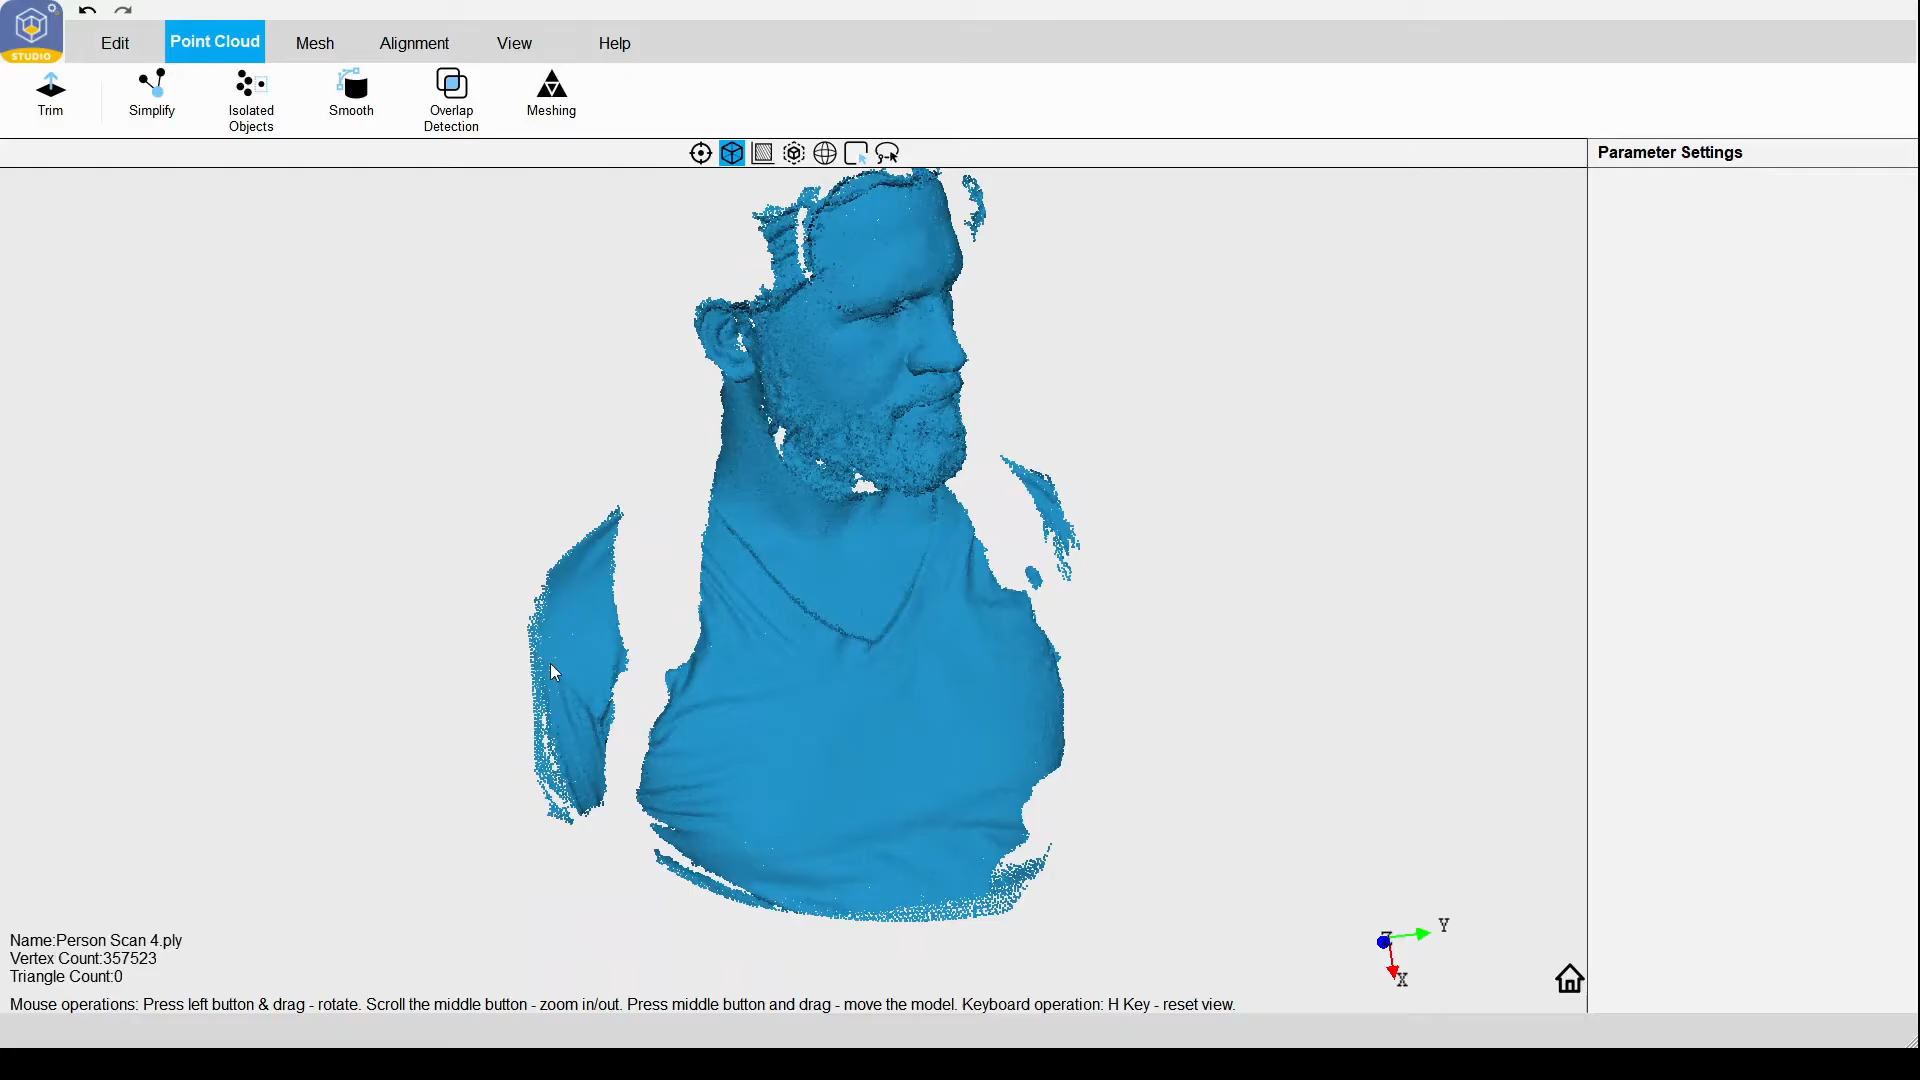 STUDIO
Edit
Point Cloud
Mesh
Alignment
View
Help
Trim
Simplify
Isolated
Objects
Smooth
Overlap
Detection
Meshing
Parameter Settings
Name:Person Scan 4.ply
Vertex Count:357523
Triangle Count:0
Z
Y
X
Mouse operations: Press left button & drag - rotate. Scroll the middle button - zoom in/out. Press middle button and drag - move the model. Keyboard operation: H Key - reset view.